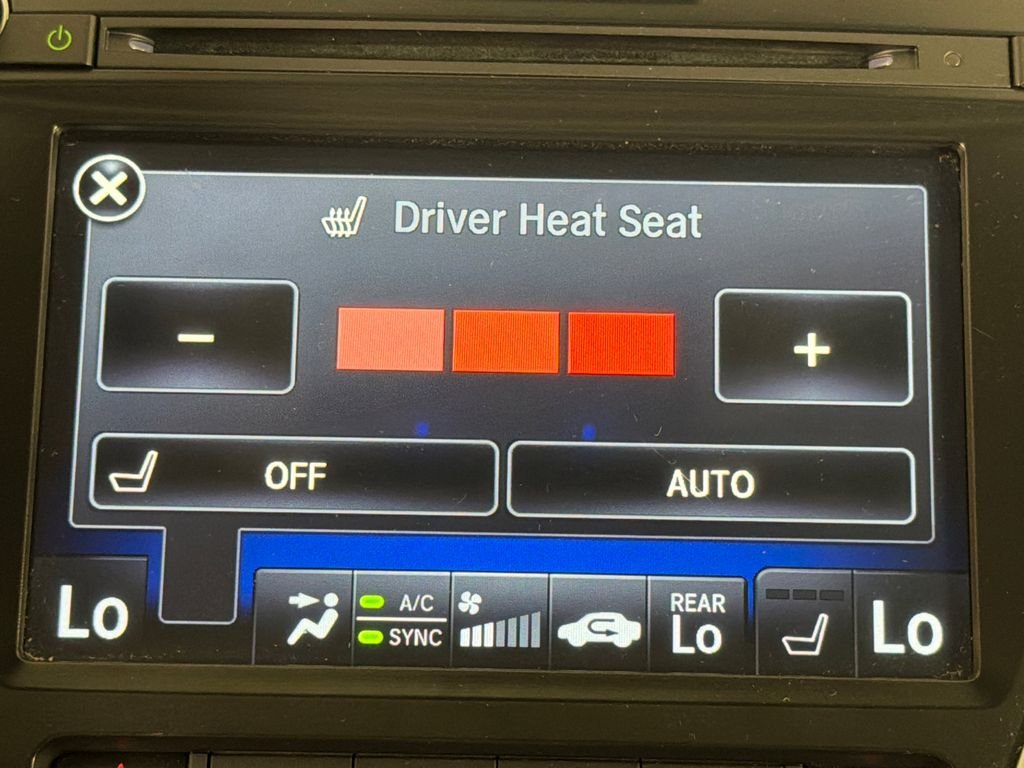 Driver Heat Seat
−
+
OFF
AUTO
Lo
A/C
SYNC
REAR
Lo
Lo